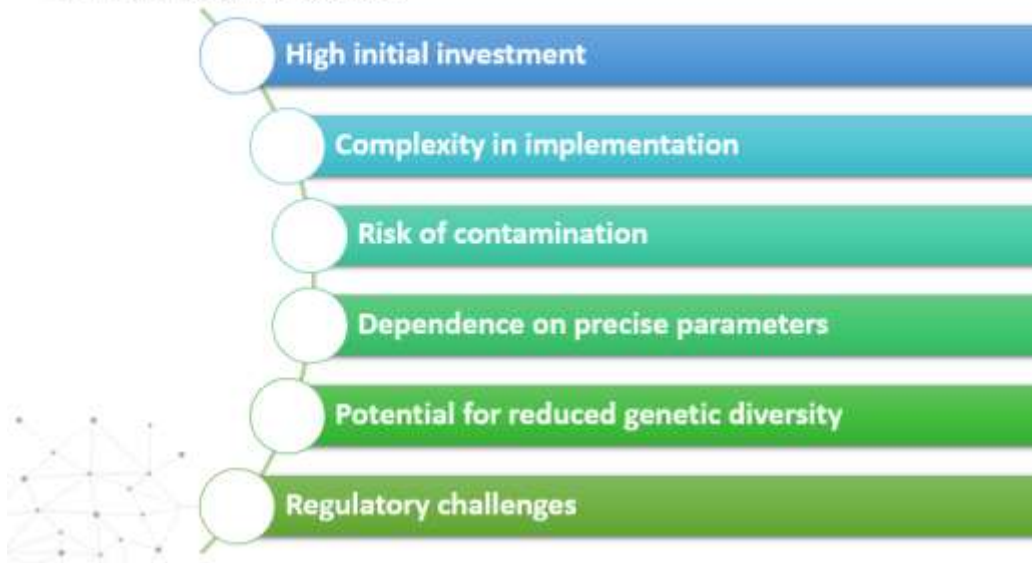 High initial investment
Complexity in implementation
Risk of contamination
Dependence on precise parameters
Potential for reduced genetic diversity
Regulatory challenges